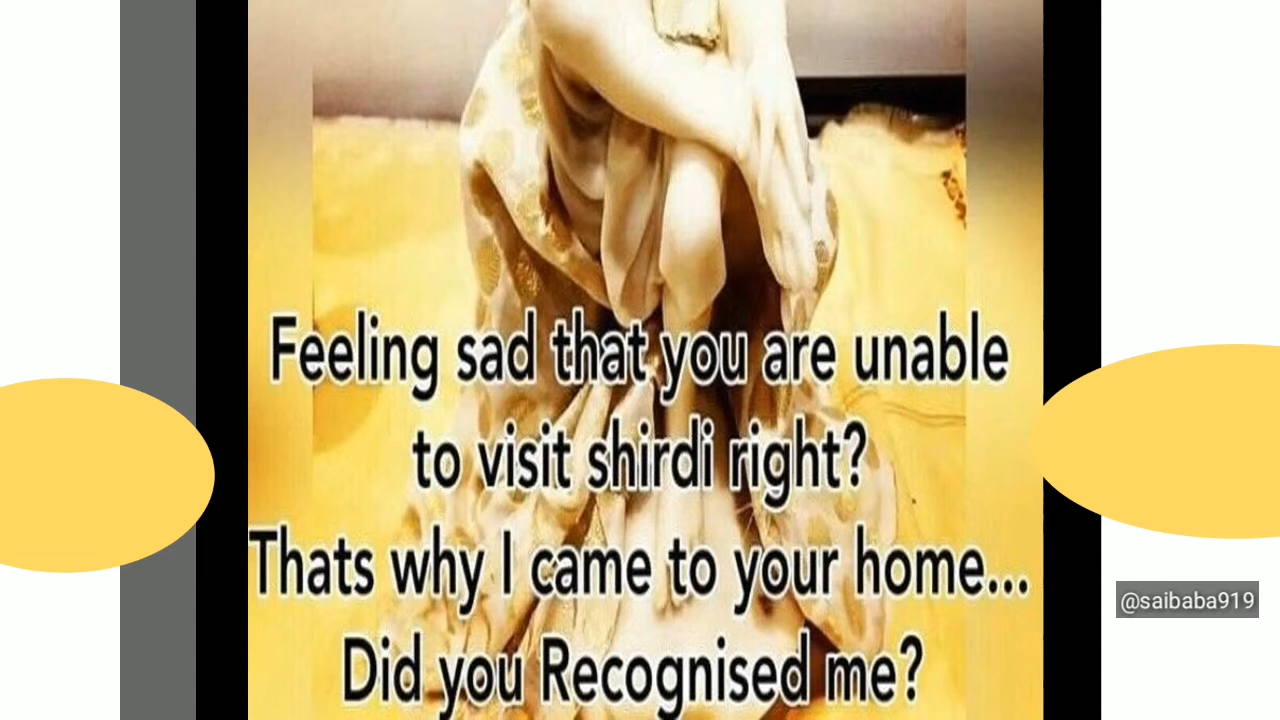 Feeling sad that you are unable
to visit shirdi right?
Thats why I came to your home...
Did you Recognised me?
@saibaba919